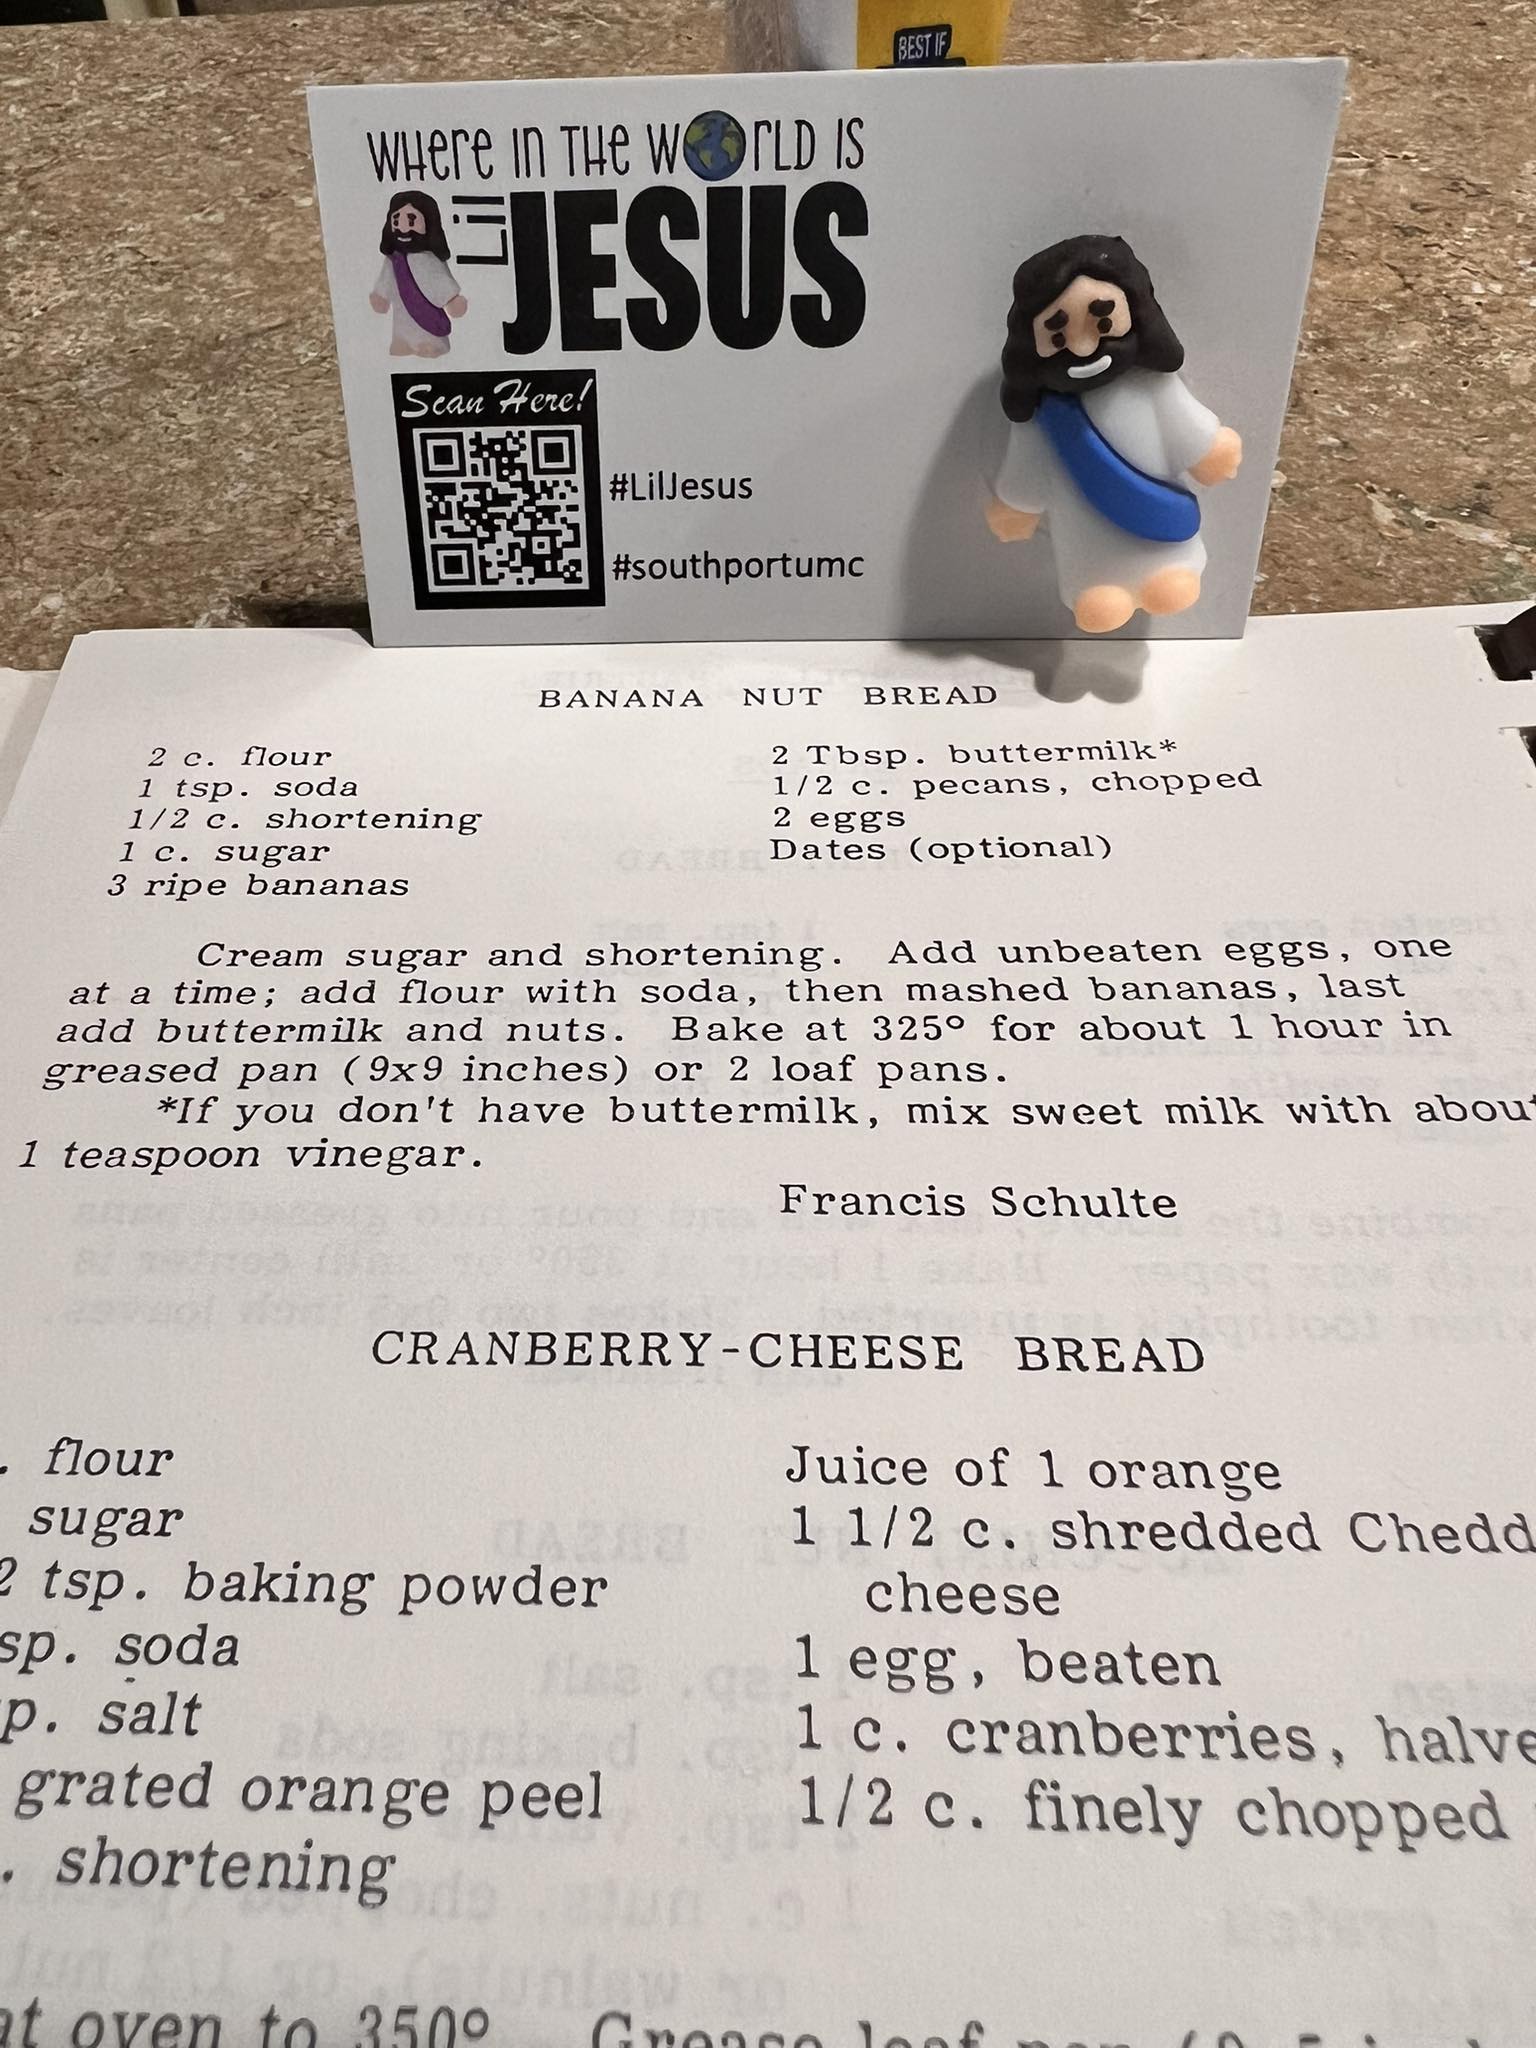 BEST IF
WHere IN THe WORLD IS
Lil
JESUS
Scan Here!
#LilJesus
#southportumc
BANANA NUT BREAD
2 c. flour
1 tsp. soda
1/2 c. shortening
1 c. sugar
3 ripe bananas
2 Tbsp. buttermilk*
1/2 c. pecans, chopped
2 eggs
Dates (optional)
Cream sugar and shortening. Add unbeaten eggs, one
at a time; add flour with soda, then mashed bananas, last
add buttermilk and nuts. Bake at 325° for about 1 hour in
greased pan (9x9 inches) or 2 loaf pans.
*If you don't have buttermilk, mix sweet milk with about
1 teaspoon vinegar.
Francis Schulte
CRANBERRY-CHEESE BREAD
. flour
sugar
2 tsp. baking powder
sp. soda
p. salt
grated orange peel
. shortening
Juice of 1 orange
1 1/2 c. shredded Chedd
cheese
1 egg, beaten
1 c. cranberries, halve
1/2 c. finely chopped
at oven to 350° Grease loaf pan